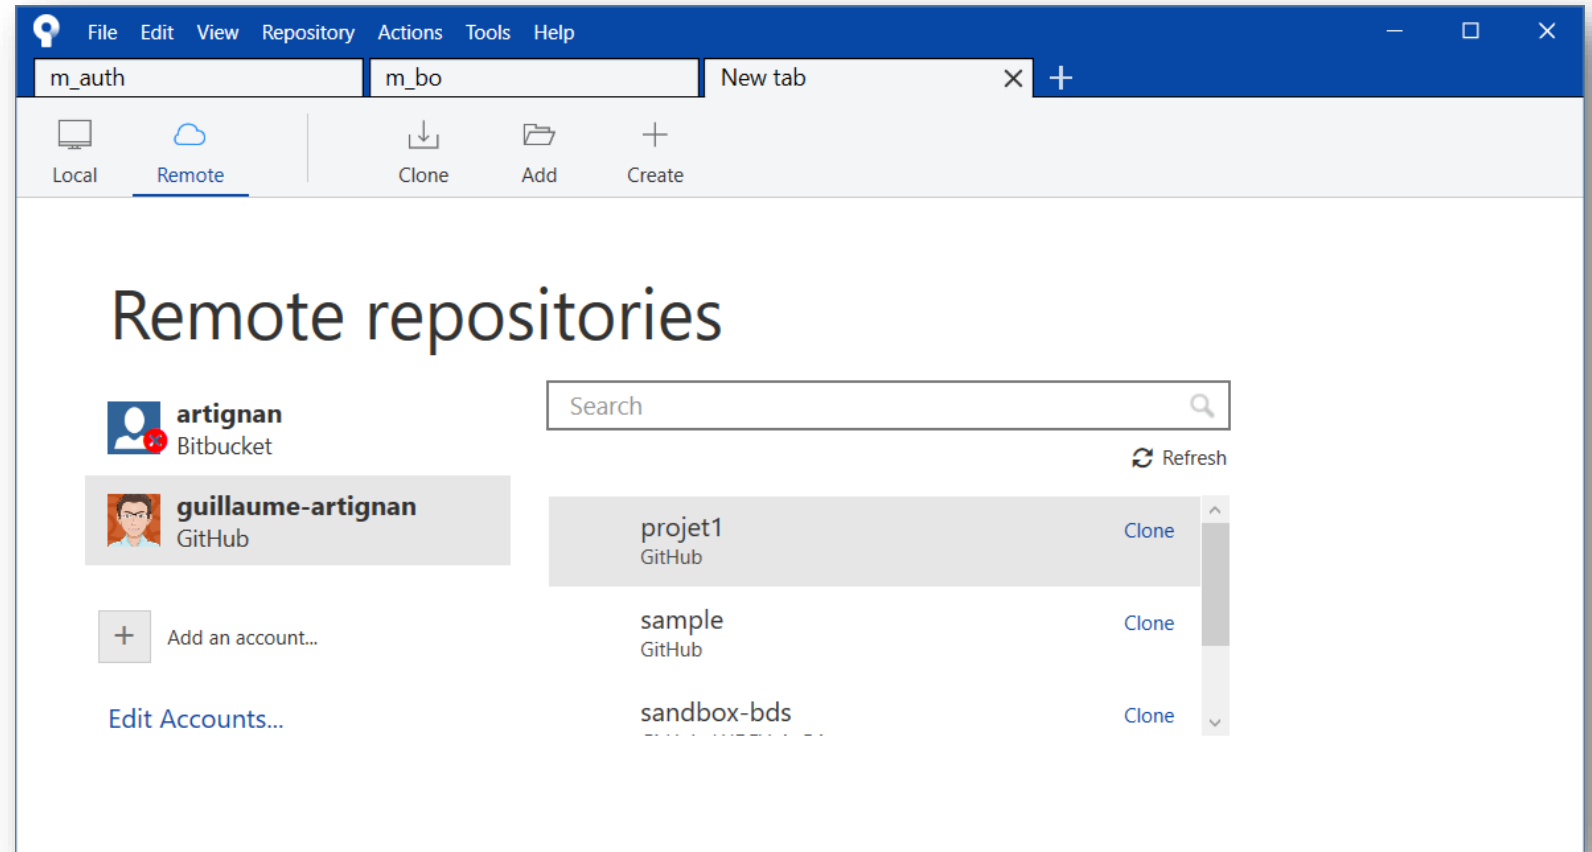 File Edit View Repository Actions Tools Help
m_auth m_bo New tab
Local Remote Clone Add Create
Remote repositories
artignan
Bitbucket
guillaume-artignan
GitHub
Add an account...
Edit Accounts...
Search
Refresh
projet1 Clone
GitHub
sample Clone
GitHub
sandbox-bds Clone